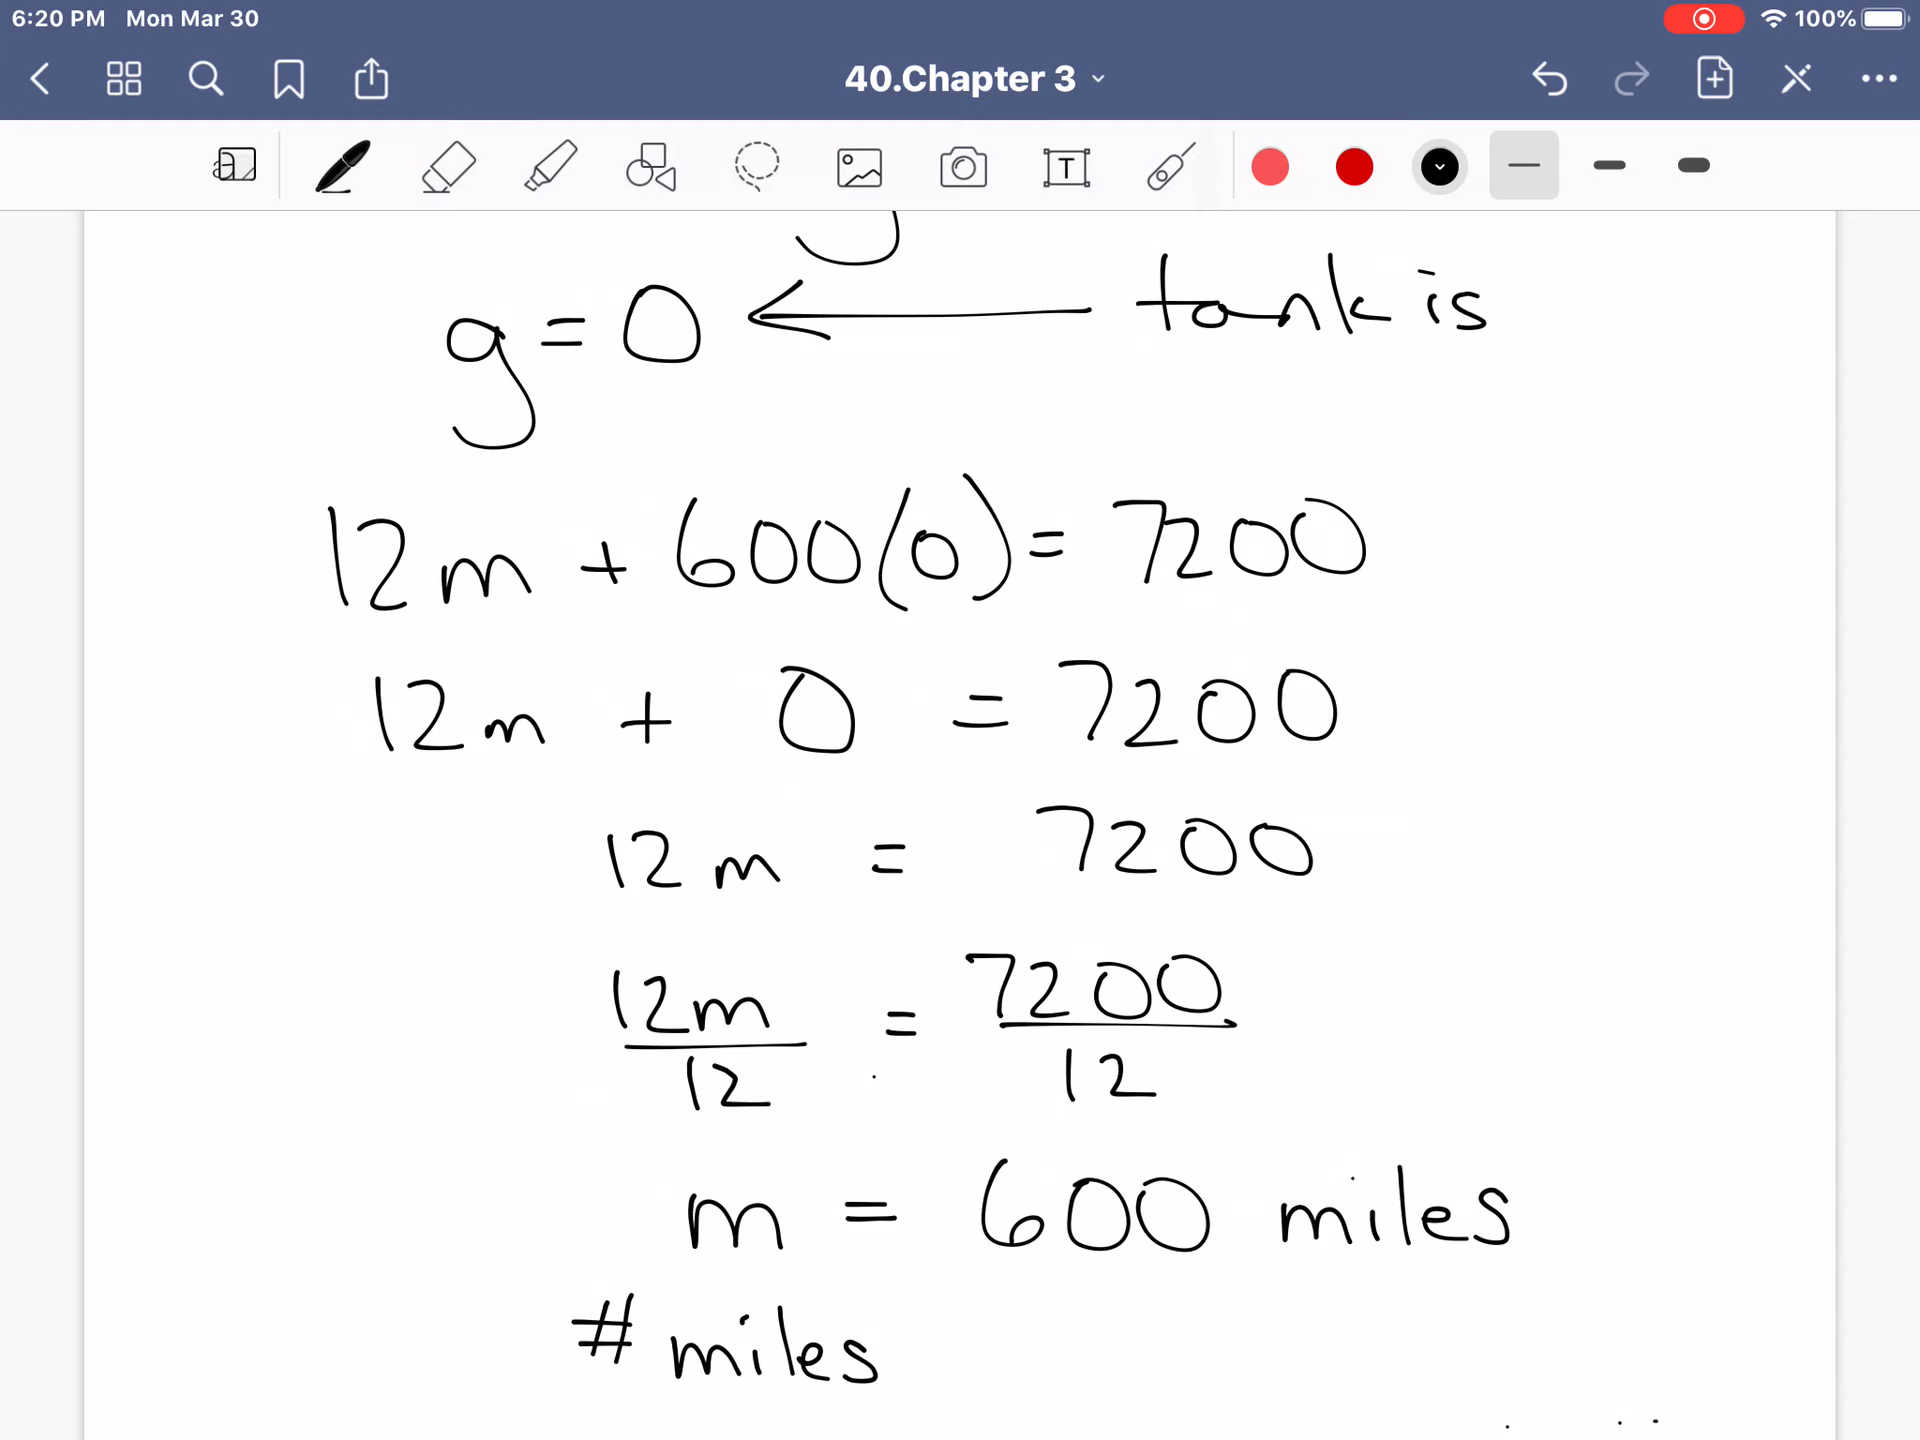 6:20 PM Mon Mar 30 100%
40.Chapter 3
T
g = 0 ← tank is
12m + 600(0) = 7200
12m + 0 = 7200
12m = 7200
12m/12 = 7200/12
m = 600 miles
# miles